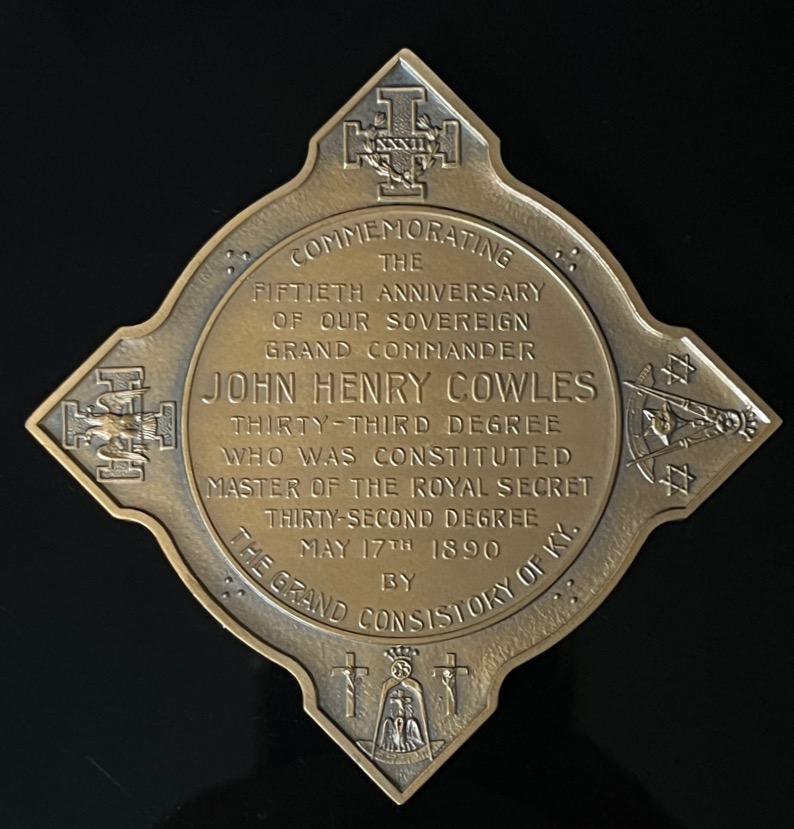 XXXII
COMMEMORATING
THE
FIFTIETH ANNIVERSARY
OF OUR SOVEREIGN
GRAND COMMANDER
JOHN HENRY COWLES
THIRTY-THIRD DEGREE
WHO WAS CONSTITUTED
MASTER OF THE ROYAL SECRET
THIRTY-SECOND DEGREE
MAY 17TH 1890
BY
THE GRAND CONSISTORY OF KY.